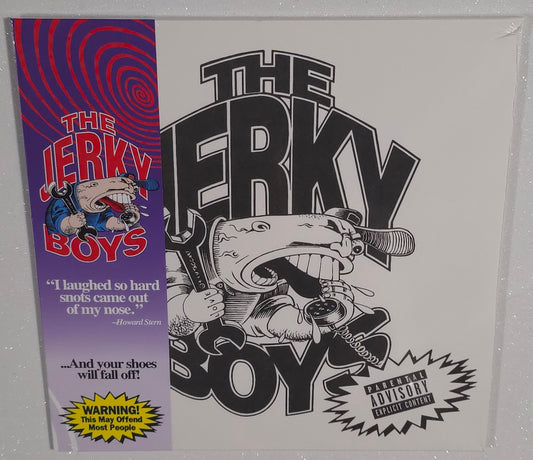 THE
JERKY
BOYS
"I laughed so hard
snots came out
of my nose."
–Howard Stern
...And your shoes
will fall off!
WARNING!
This May Offend
Most People
THE
JERKY
BOYS
PARENTAL
ADVISORY
EXPLICIT CONTENT